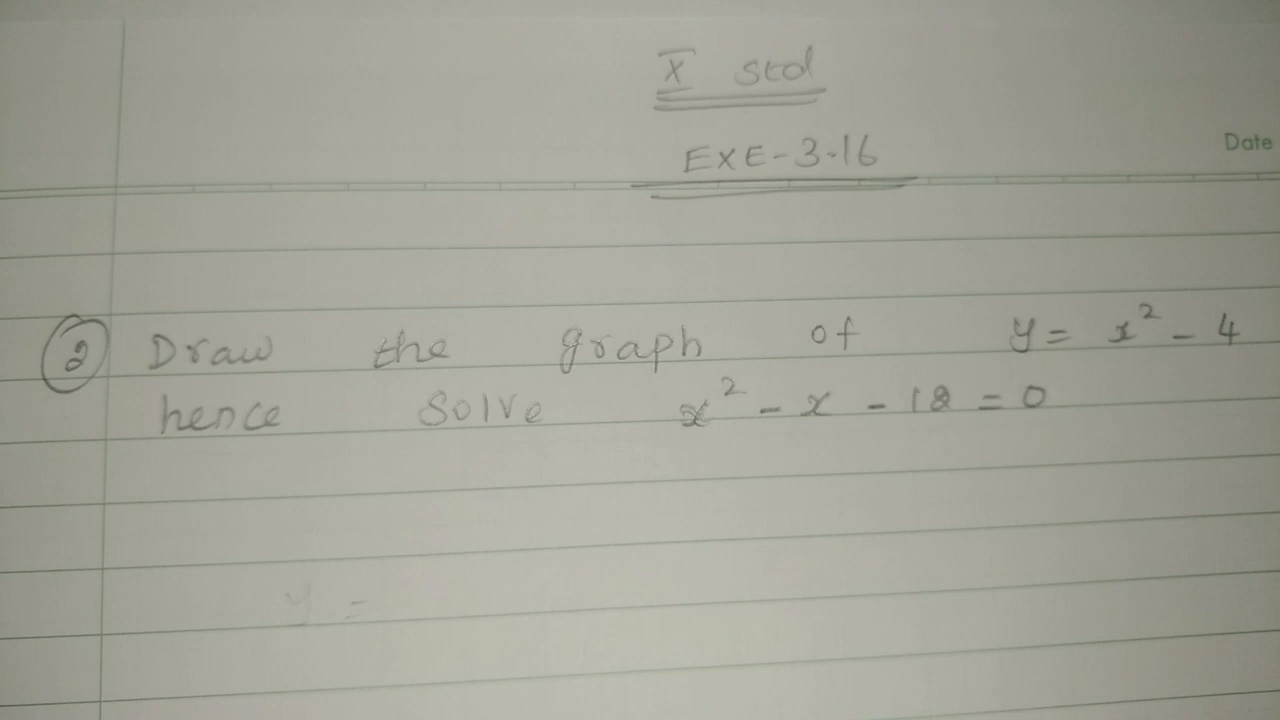 X std
EXE-3.16
Date
② Draw the graph of y = x² - 4
hence solve x² - x - 12 = 0
y =